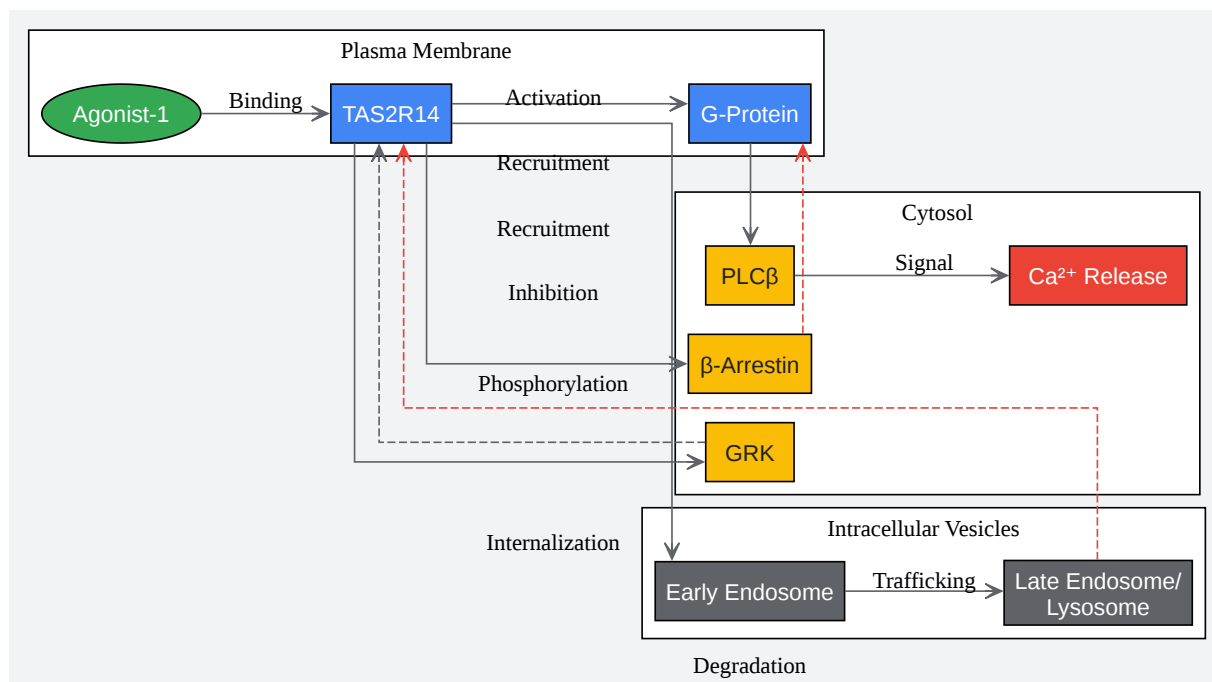 Plasma Membrane
Agonist-1
Binding
TAS2R14
Activation
G-Protein
Recruitment
Cytosol
Recruitment
PLCβ
Signal
Ca²⁺ Release
Inhibition
β-Arrestin
Phosphorylation
GRK
Intracellular Vesicles
Internalization
Early Endosome
Trafficking
Late Endosome/
Lysosome
Degradation